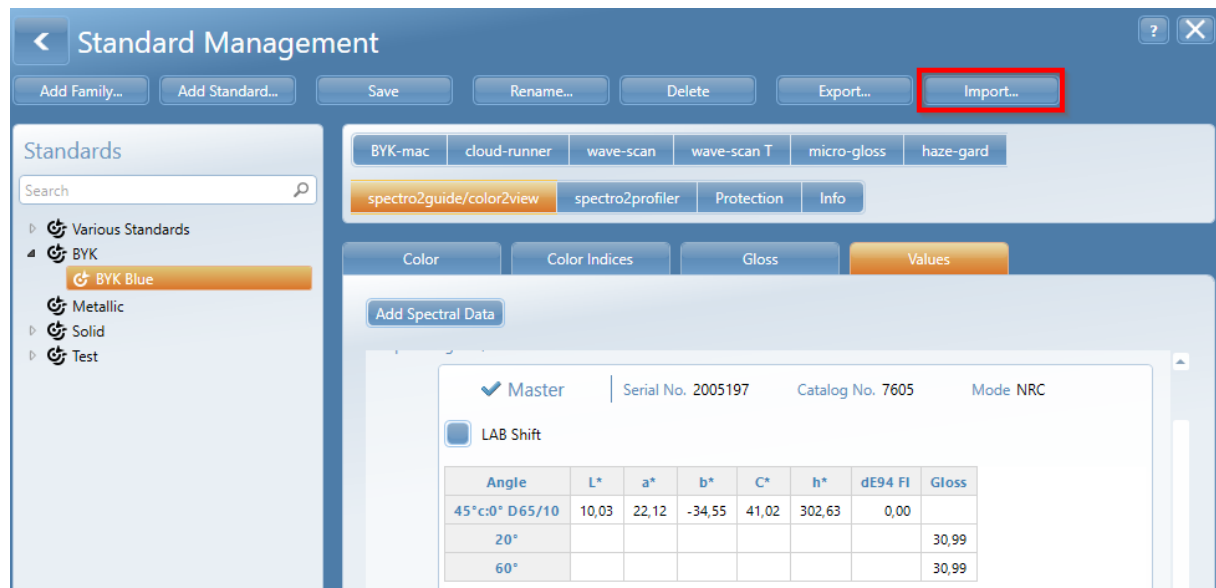 Standard Management
?
Add Family... Add Standard... Save Rename... Delete Export... Import...
Standards
Search
Various Standards
BYK
BYK Blue
Metallic
Solid
Test
BYK-mac cloud-runner wave-scan wave-scan T micro-gloss haze-gard
spectro2guide/color2view spectro2profiler Protection Info
Color Color Indices Gloss Values
Add Spectral Data
Master Serial No. 2005197 Catalog No. 7605 Mode NRC
LAB Shift
Angle L* a* b* C* h* dE94 Fl Gloss
45°c:0° D65/10 10,03 22,12 -34,55 41,02 302,63 0,00
20° 30,99
60° 30,99